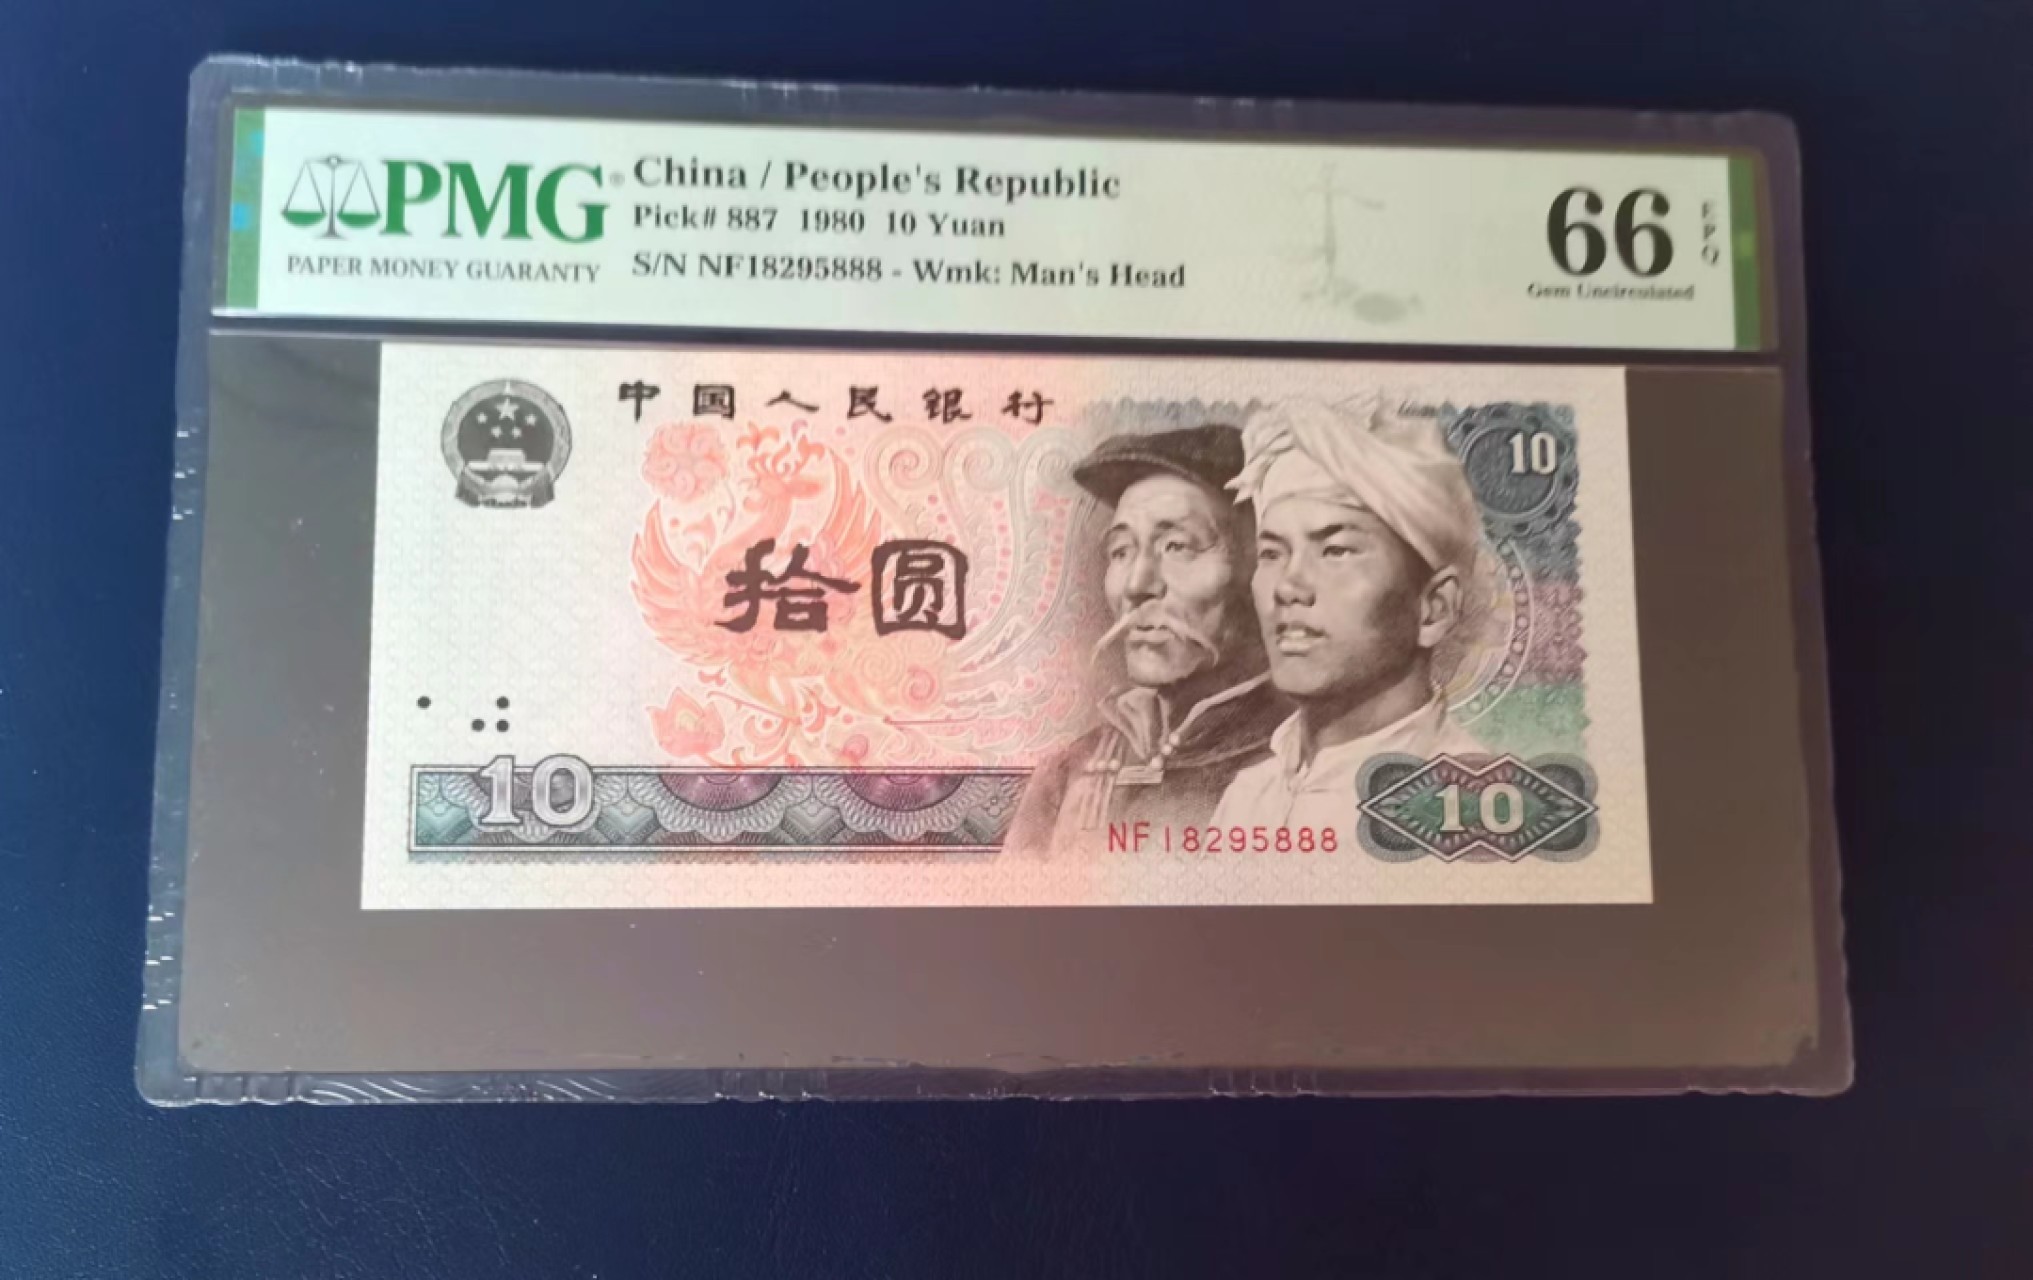 PMG®
PAPER MONEY GUARANTY
China / People's Republic
Pick# 887 1980 10 Yuan
S/N NF18295888 - Wmk: Man's Head
66 EPQ
Gem Uncirculated
中国人民银行
10
拾圆
10
NF18295888
10